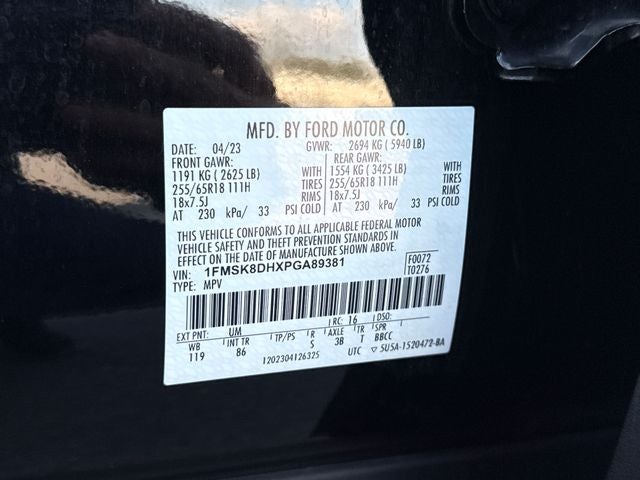 MFD. BY FORD MOTOR CO.
DATE: 04/23 GVWR: 2694 KG ( 5940 LB)
FRONT GAWR: REAR GAWR:
1191 KG ( 2625 LB) 1554 KG ( 3425 LB)
255/65R18 111H TIRES 255/65R18 111H TIRES
18x7.5J RIMS 18x7.5J RIMS
AT 230 kPa/ 33 PSI COLD AT 230 kPa/ 33 PSI COLD
THIS VEHICLE CONFORMS TO ALL APPLICABLE FEDERAL MOTOR
VEHICLE SAFETY AND THEFT PREVENTION STANDARDS IN
EFFECT ON THE DATE OF MANUFACTURE SHOWN ABOVE.
VIN: 1FMSK8DHXPGA89381 F0072
TYPE: MPV T0276
EXT PNT: UM RC: 16 DSO:
WB INT TR TP/PS R AXLE TR SPR
119 86 S 3B T BBCC
1202304126325 UTC ▽ 5U5A-1520472-BA